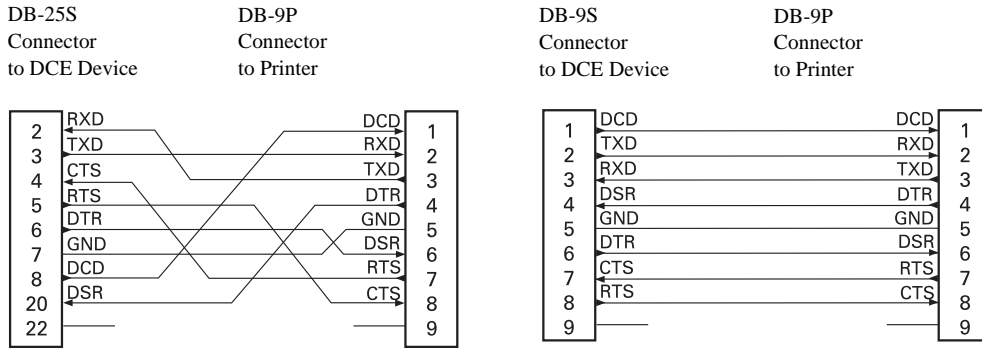 DB-25S
Connector
to DCE Device
DB-9P
Connector
to Printer
2 RXD DCD 1
3 TXD RXD 2
4 CTS TXD 3
5 RTS DTR 4
6 DTR GND 5
7 GND DSR 6
8 DCD RTS 7
20 DSR CTS 8
22 9
DB-9S
Connector
to DCE Device
DB-9P
Connector
to Printer
1 DCD DCD 1
2 TXD RXD 2
3 RXD TXD 3
4 DSR DTR 4
5 GND GND 5
6 DTR DSR 6
7 CTS RTS 7
8 RTS CTS 8
9 9